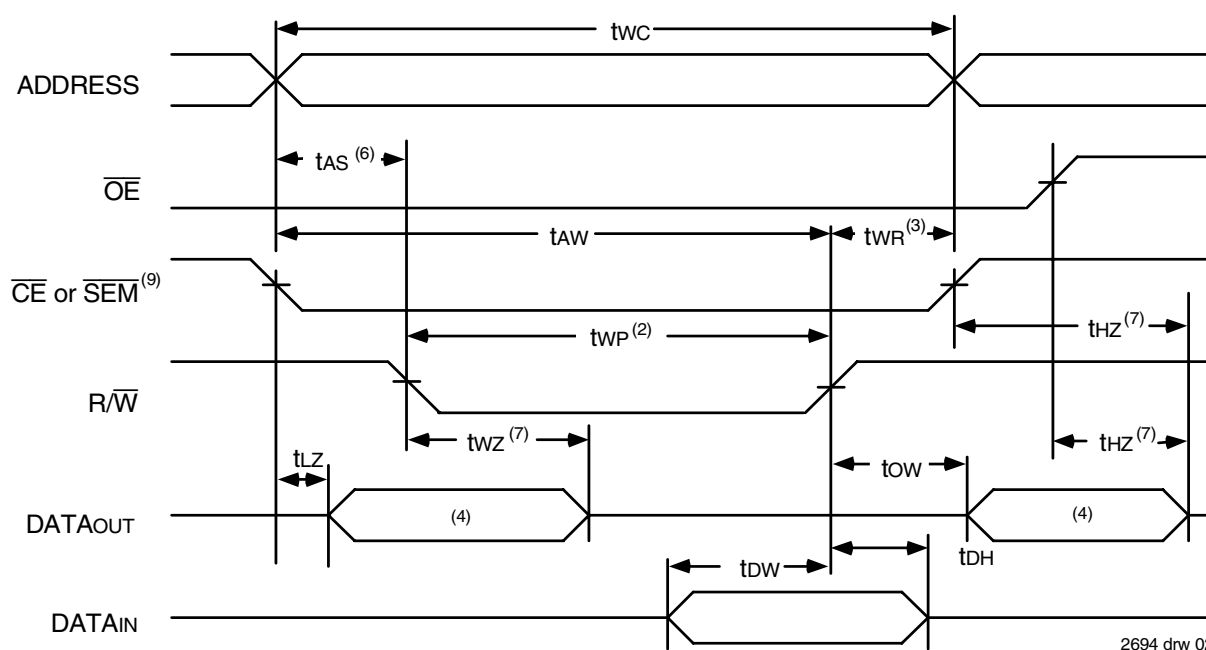 tWC
ADDRESS
tAS (6)
OE
tAW
tWR(3)
CE or SEM(9)
tWP(2)
tHZ(7)
R/W
tWZ(7)
tHZ(7)
tLZ
tOW
DATAOUT
(4)
(4)
tDW
tDH
DATAIN
2694 drw